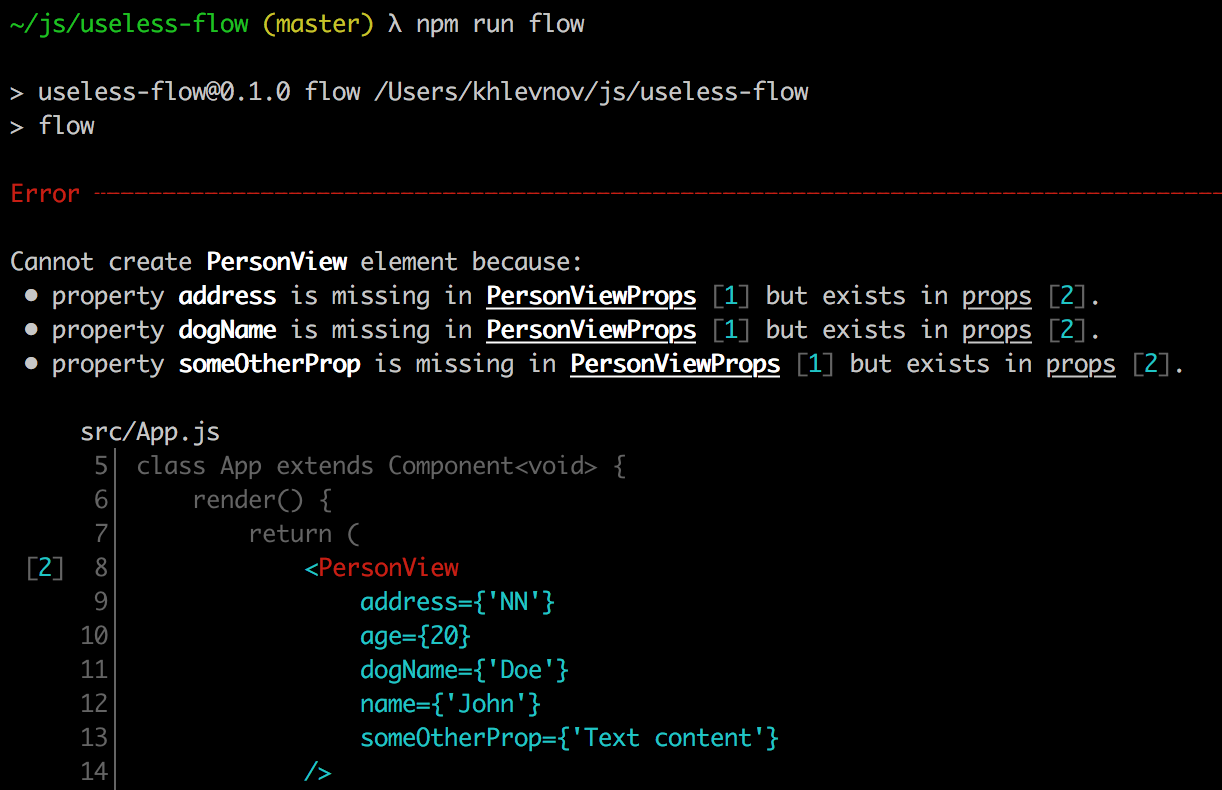 ~/js/useless-flow (master) λ npm run flow
> useless-flow@0.1.0 flow /Users/khlevnov/js/useless-flow
> flow
Error
Cannot create PersonView element because:
• property address is missing in PersonViewProps [1] but exists in props [2].
• property dogName is missing in PersonViewProps [1] but exists in props [2].
• property someOtherProp is missing in PersonViewProps [1] but exists in props [2].
src/App.js
5│ class App extends Component<void> {
6│ render() {
7│ return (
[2] 8│ <PersonView
9│ address={'NN'}
10│ age={20}
11│ dogName={'Doe'}
12│ name={'John'}
13│ someOtherProp={'Text content'}
14│ />